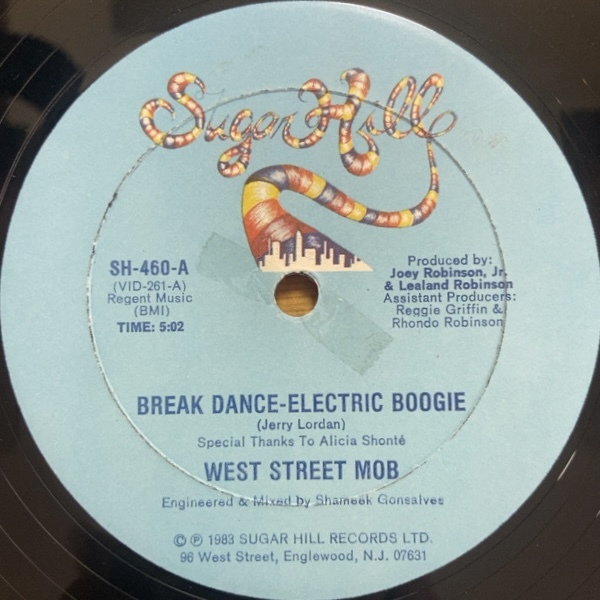 Sugar Hill
SH-460-A
(VID-261-A)
Regent Music
(BMI)
TIME: 5:02
Produced by:
Joey Robinson, Jr.
& Lealand Robinson
Assistant Producers:
Reggie Griffin &
Rhondo Robinson
BREAK DANCE-ELECTRIC BOOGIE
(Jerry Lordan)
Special Thanks To Alicia Shonté
WEST STREET MOB
Engineered & Mixed by Shameek Gonsalves
© ℗ 1983 SUGAR HILL RECORDS LTD.
96 West Street, Englewood, N.J. 07631